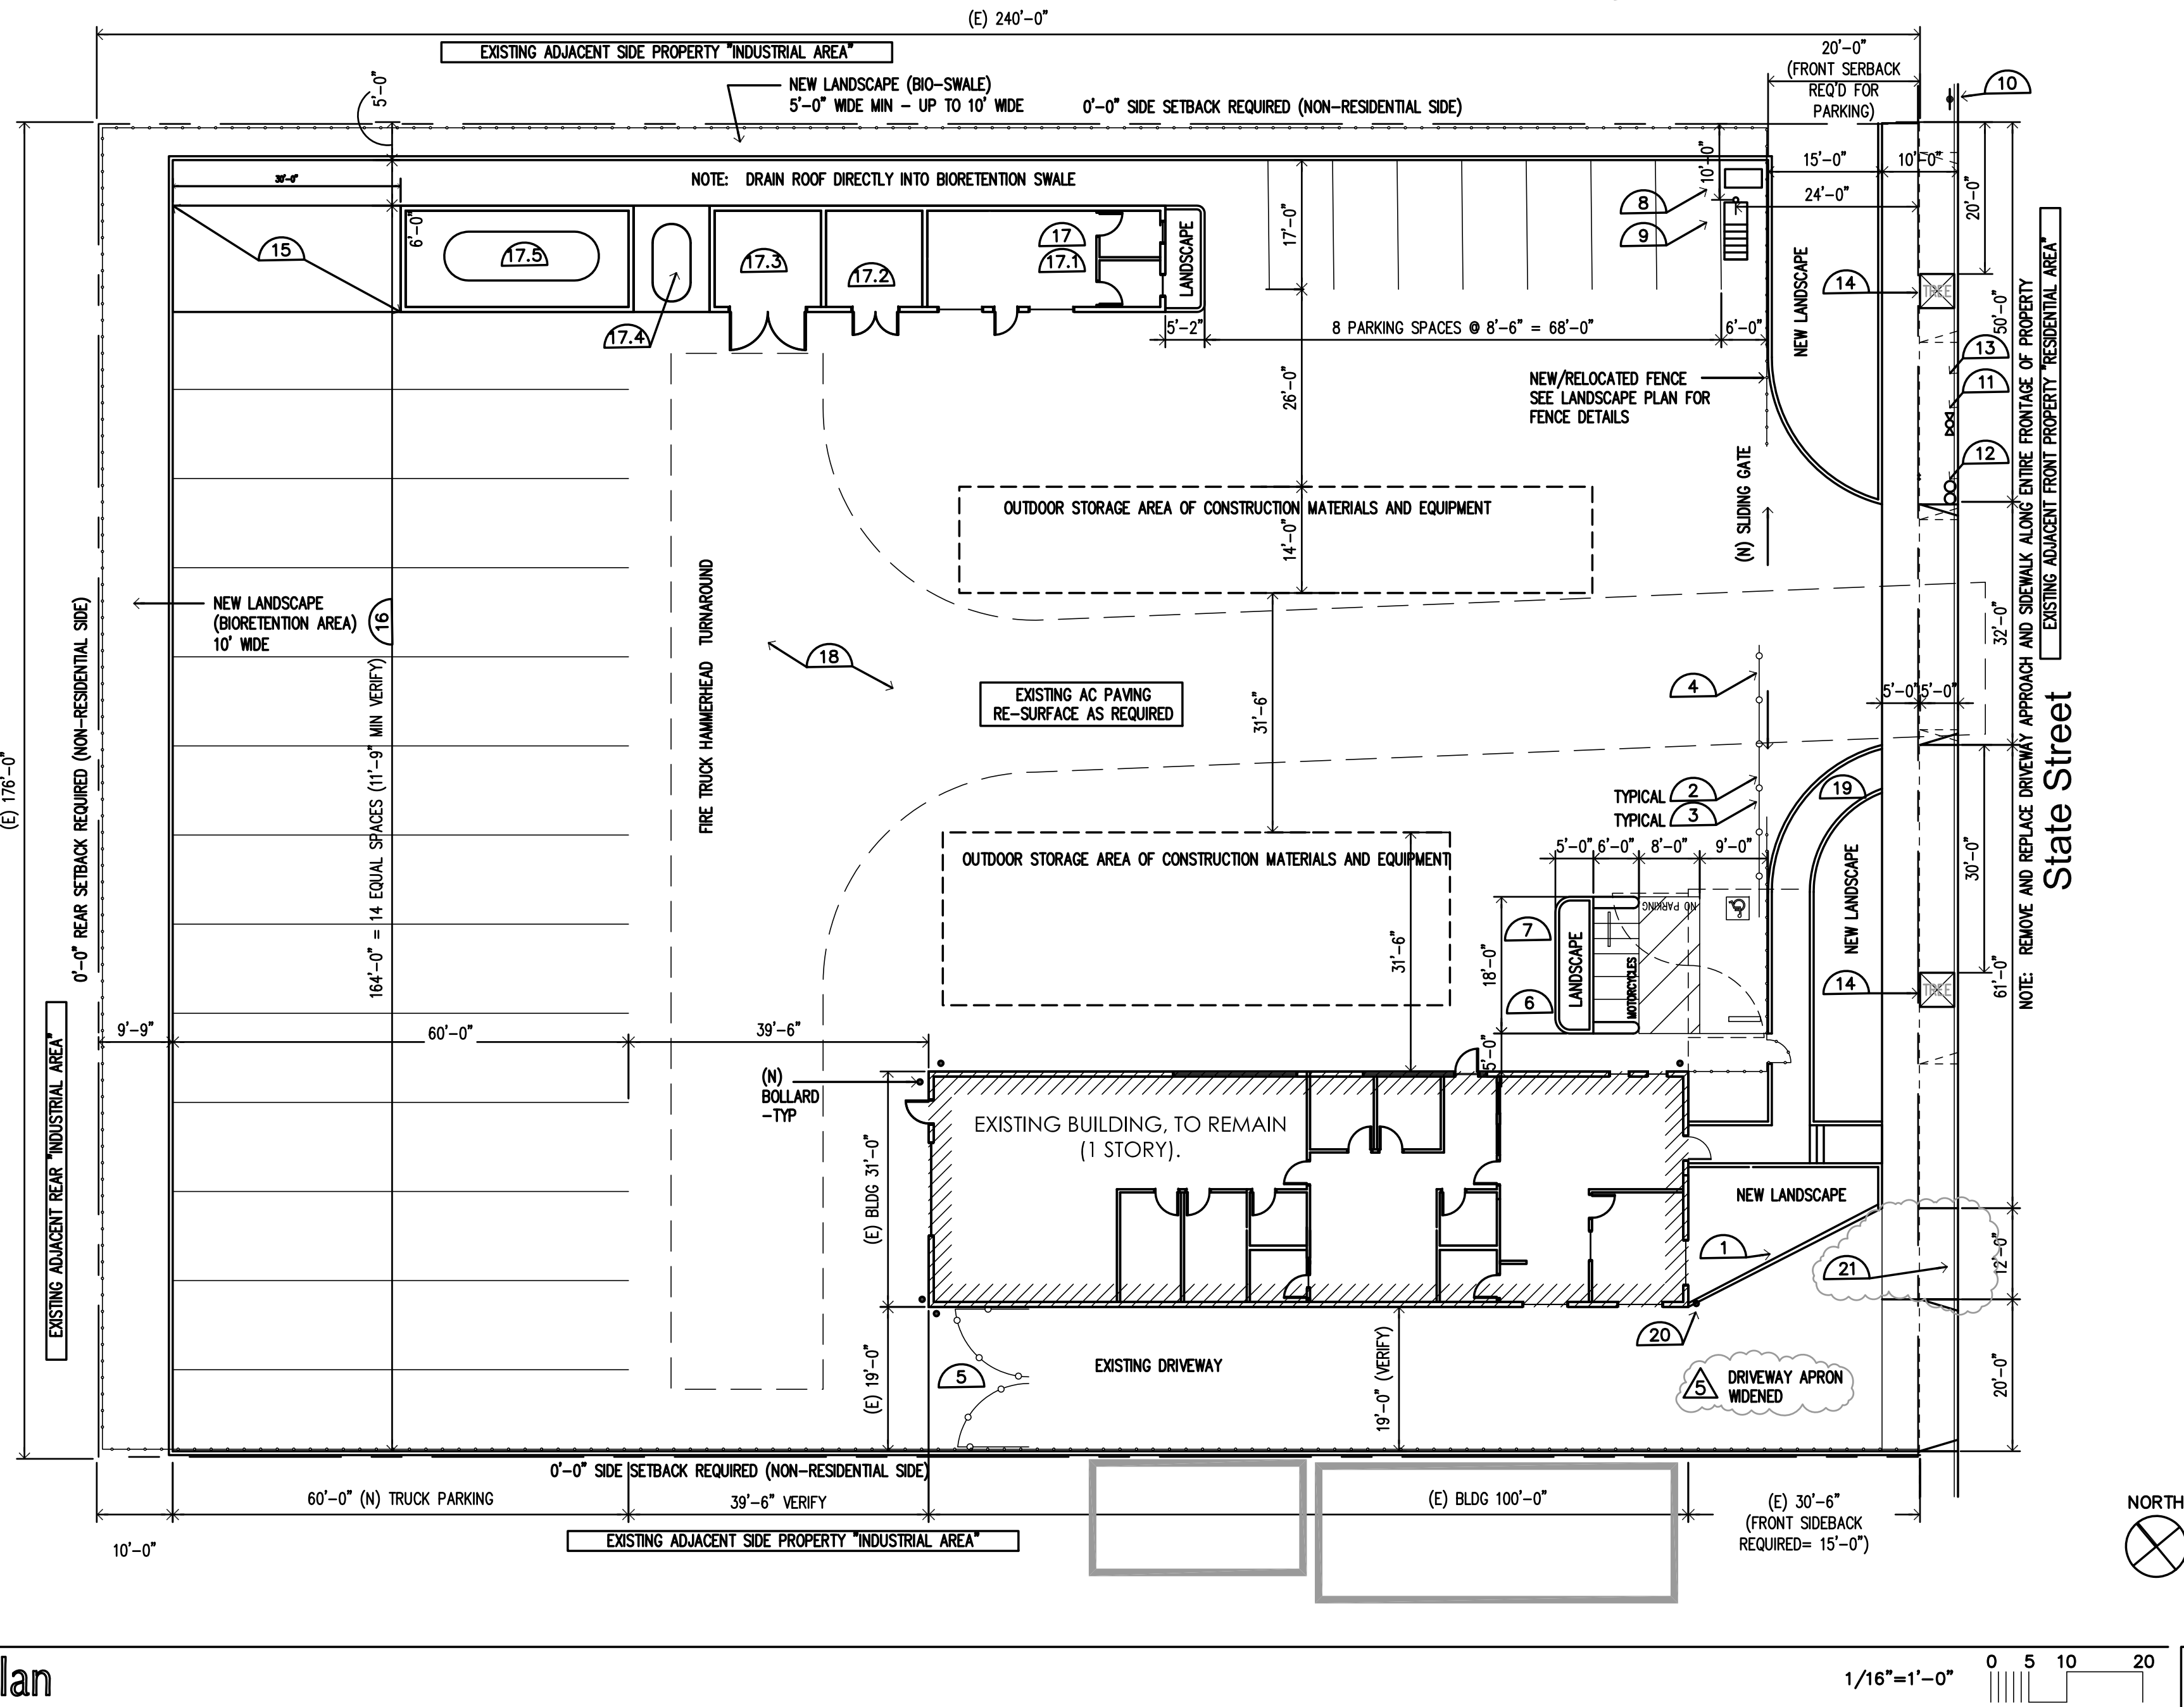 (E) 240'-0"
EXISTING ADJACENT SIDE PROPERTY "INDUSTRIAL AREA"
20'-0"
(FRONT SERBACK
REQ'D FOR
PARKING)
10
5'-0"
NEW LANDSCAPE (BIO-SWALE)
5'-0" WIDE MIN - UP TO 10' WIDE
0'-0" SIDE SETBACK REQUIRED (NON-RESIDENTIAL SIDE)
15'-0"
10'-0"
10'-0"
30'-0"
NOTE: DRAIN ROOF DIRECTLY INTO BIORETENTION SWALE
24'-0"
20'-0"
8
9
15
6'-0"
17.5
17.3
17.2
17
17.1
LANDSCAPE
17'-0"
17.4
14
TREE
NEW LANDSCAPE
5'-2"
8 PARKING SPACES @ 8'-6" = 68'-0"
6'-0"
50'-0"
13
11
12
26'-0"
NEW/RELOCATED FENCE
SEE LANDSCAPE PLAN FOR
FENCE DETAILS
EXISTING ADJACENT FRONT PROPERTY "RESIDENTIAL AREA"
NOTE: REMOVE AND REPLACE DRIVEWAY APPROACH AND SIDEWALK ALONG ENTIRE FRONTAGE OF PROPERTY
State Street
(N) SLIDING GATE
OUTDOOR STORAGE AREA OF CONSTRUCTION MATERIALS AND EQUIPMENT
14'-0"
FIRE TRUCK HAMMERHEAD TURNAROUND
NEW LANDSCAPE
(BIORETENTION AREA)
10' WIDE
16
164'-0" = 14 EQUAL SPACES (11'-9" MIN VERIFY)
0'-0" REAR SETBACK REQUIRED (NON-RESIDENTIAL SIDE)
(E) 176'-0"
18
EXISTING AC PAVING
RE-SURFACE AS REQUIRED
31'-6"
4
32'-0"
5'-0"
5'-0"
TYPICAL
2
TYPICAL
3
19
5'-0"
6'-0"
8'-0"
9'-0"
OUTDOOR STORAGE AREA OF CONSTRUCTION MATERIALS AND EQUIPMENT
31'-6"
7
6
18'-0"
LANDSCAPE
MOTORCYCLES
NO PARKING
NEW LANDSCAPE
30'-0"
14
TREE
61'-0"
9'-9"
60'-0"
39'-6"
5'-0"
EXISTING ADJACENT REAR "INDUSTRIAL AREA"
(N)
BOLLARD
-TYP
EXISTING BUILDING, TO REMAIN
(1 STORY).
(E) BLDG 31'-0"
NEW LANDSCAPE
1
21
12'-0"
20
(E) 19'-0"
5
EXISTING DRIVEWAY
19'-0" (VERIFY)
5
DRIVEWAY APRON
WIDENED
20'-0"
0'-0" SIDE SETBACK REQUIRED (NON-RESIDENTIAL SIDE)
60'-0" (N) TRUCK PARKING
39'-6" VERIFY
(E) BLDG 100'-0"
(E) 30'-6"
(FRONT SIDEBACK
REQUIRED= 15'-0")
10'-0"
EXISTING ADJACENT SIDE PROPERTY "INDUSTRIAL AREA"
NORTH
lan
1/16"=1'-0"
0 5 10 20